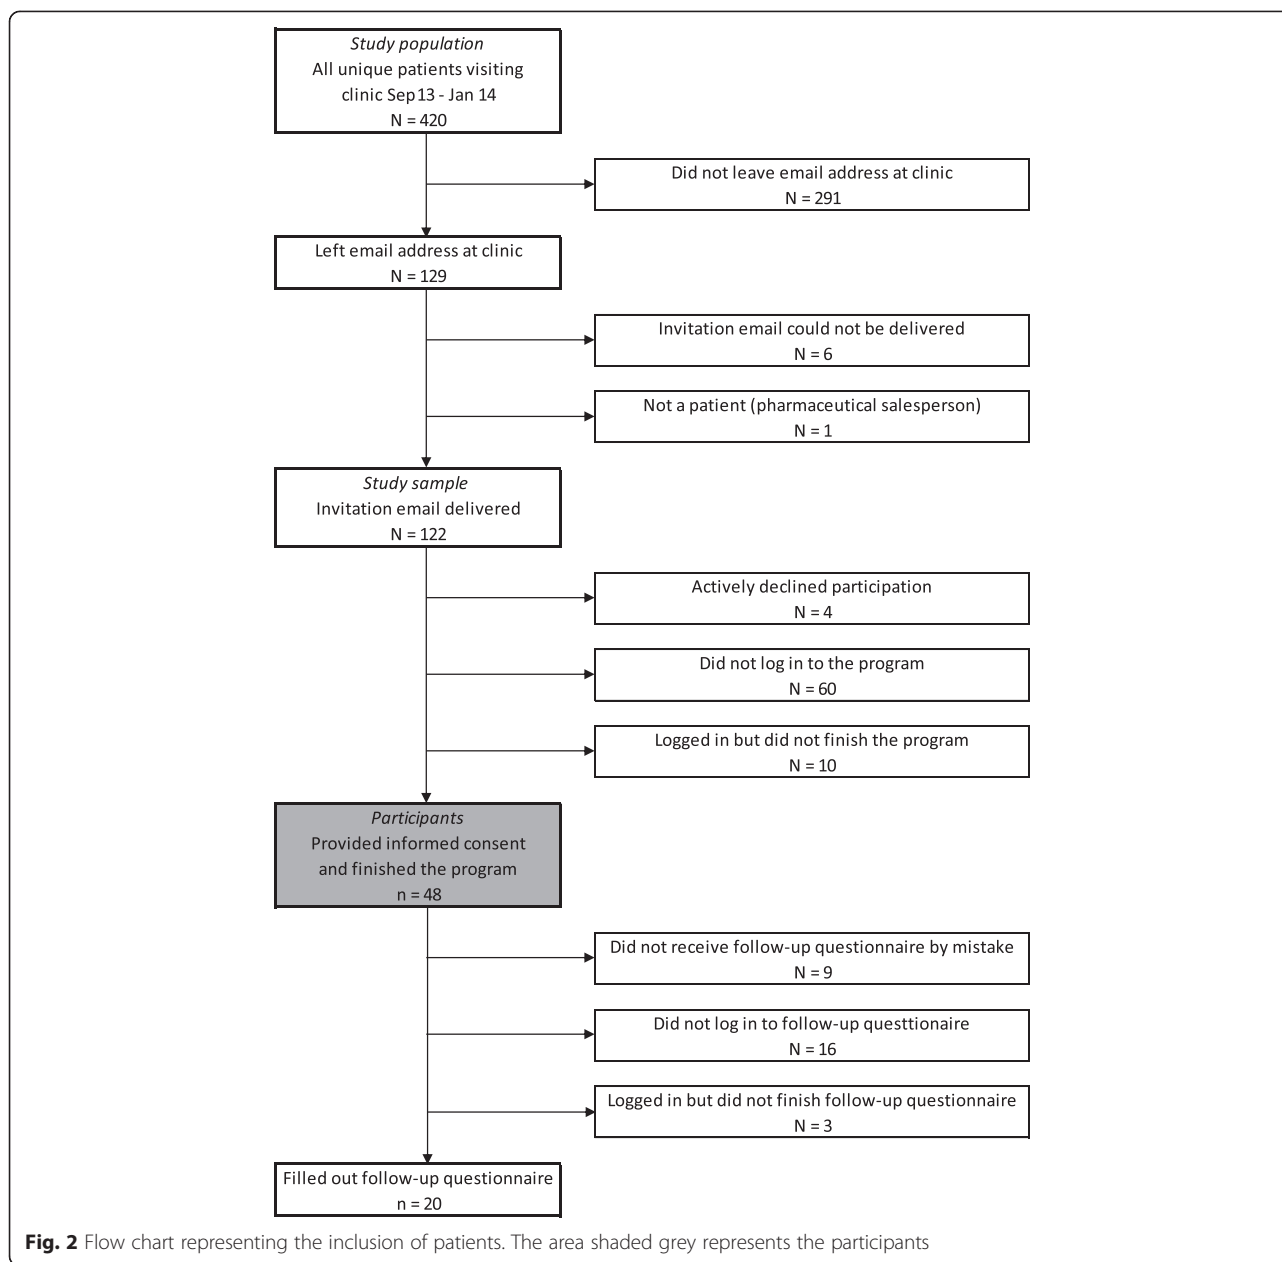 Study population
All unique patients visiting
clinic Sep13 - Jan 14
N = 420
Did not leave email address at clinic
N = 291
Left email address at clinic
N = 129
Invitation email could not be delivered
N = 6
Not a patient (pharmaceutical salesperson)
N = 1
Study sample
Invitation email delivered
N = 122
Actively declined participation
N = 4
Did not log in to the program
N = 60
Logged in but did not finish the program
N = 10
Participants
Provided informed consent
and finished the program
n = 48
Did not receive follow-up questionnaire by mistake
N = 9
Did not log in to follow-up questtionaire
N = 16
Logged in but did not finish follow-up questionnaire
N = 3
Filled out follow-up questionnaire
n = 20
Fig. 2 Flow chart representing the inclusion of patients. The area shaded grey represents the participants